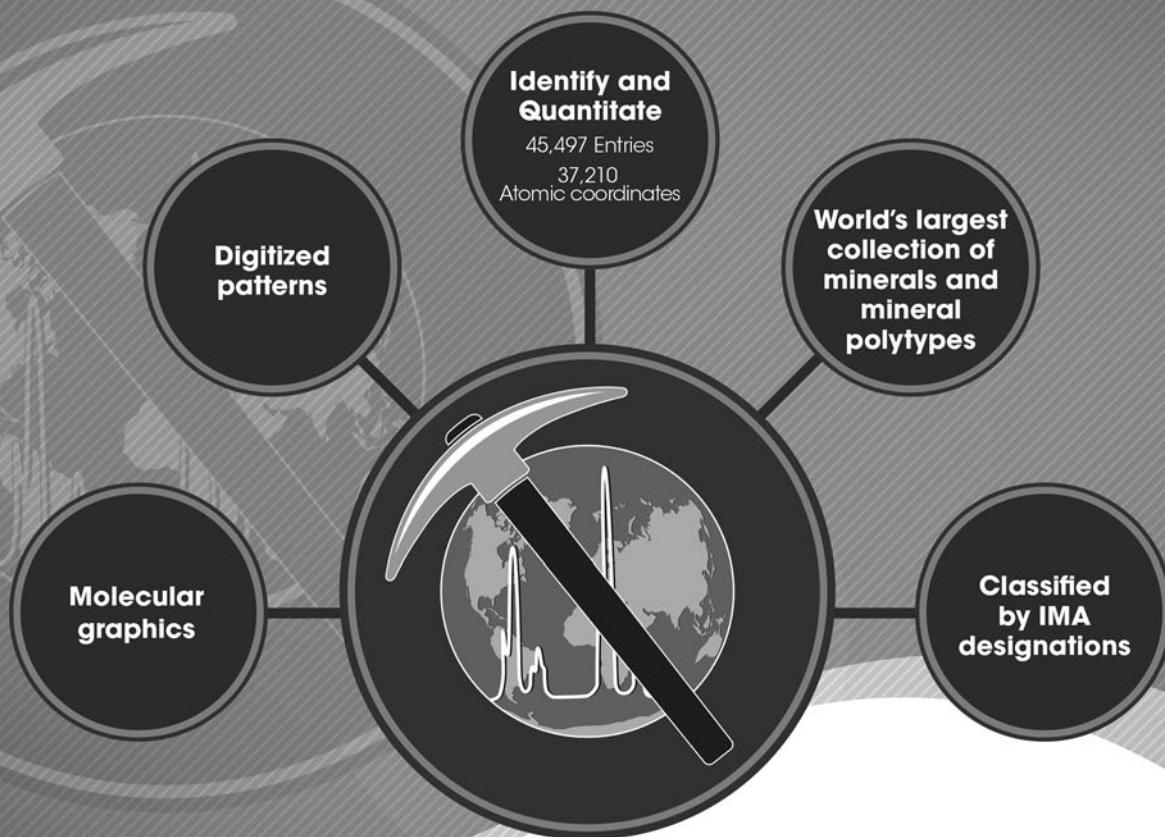 Identify and
Quantitate
45,497 Entries
37,210
Atomic coordinates
Digitized
patterns
World's largest
collection of
minerals and
mineral
polytypes
Molecular
graphics
Classified
by IMA
designations